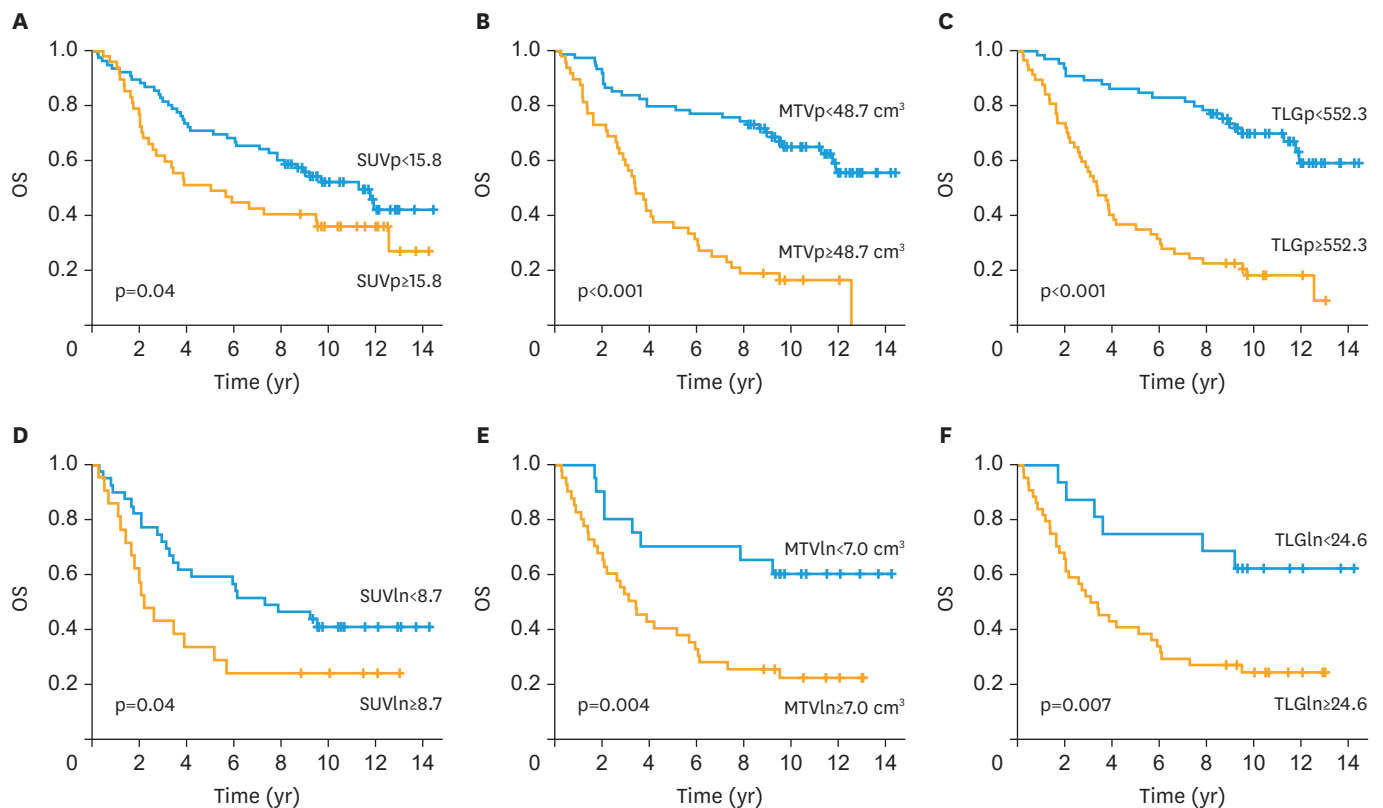 A
1.0
0.8
0.6
0.4
0.2
OS
SUVp<15.8
SUVp≥15.8
p=0.04
0 2 4 6 8 10 12 14
Time (yr)
B
1.0
0.8
0.6
0.4
0.2
OS
MTVp<48.7 cm³
MTVp≥48.7 cm³
p<0.001
0 2 4 6 8 10 12 14
Time (yr)
C
1.0
0.8
0.6
0.4
0.2
OS
TLGp<552.3
TLGp≥552.3
p<0.001
0 2 4 6 8 10 12 14
Time (yr)
D
1.0
0.8
0.6
0.4
0.2
OS
SUVln<8.7
SUVln≥8.7
p=0.04
0 2 4 6 8 10 12 14
Time (yr)
E
1.0
0.8
0.6
0.4
0.2
OS
MTVln<7.0 cm³
MTVln≥7.0 cm³
p=0.004
0 2 4 6 8 10 12 14
Time (yr)
F
1.0
0.8
0.6
0.4
0.2
OS
TLGln<24.6
TLGln≥24.6
p=0.007
0 2 4 6 8 10 12 14
Time (yr)